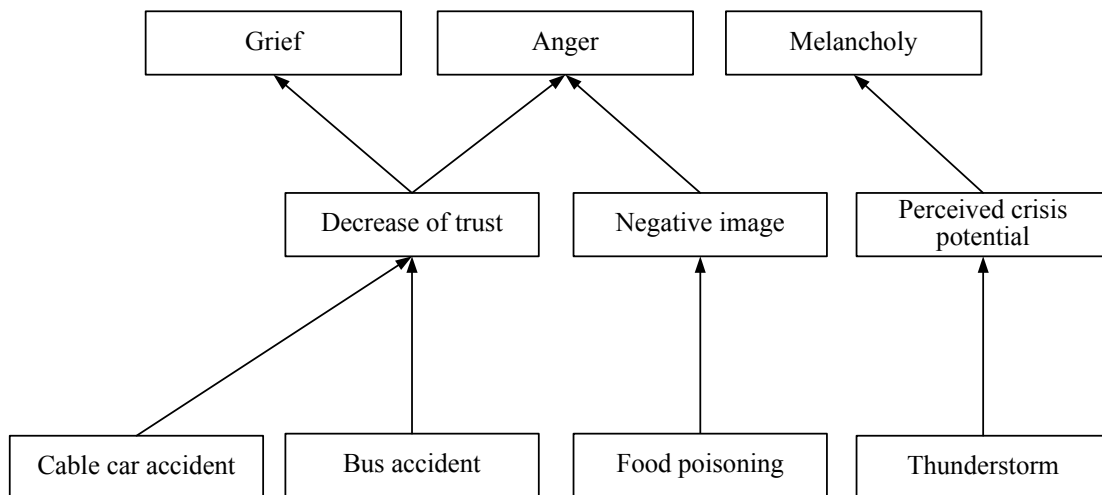 Grief
Anger
Melancholy
Decrease of trust
Negative image
Perceived crisis
potential
Cable car accident
Bus accident
Food poisoning
Thunderstorm